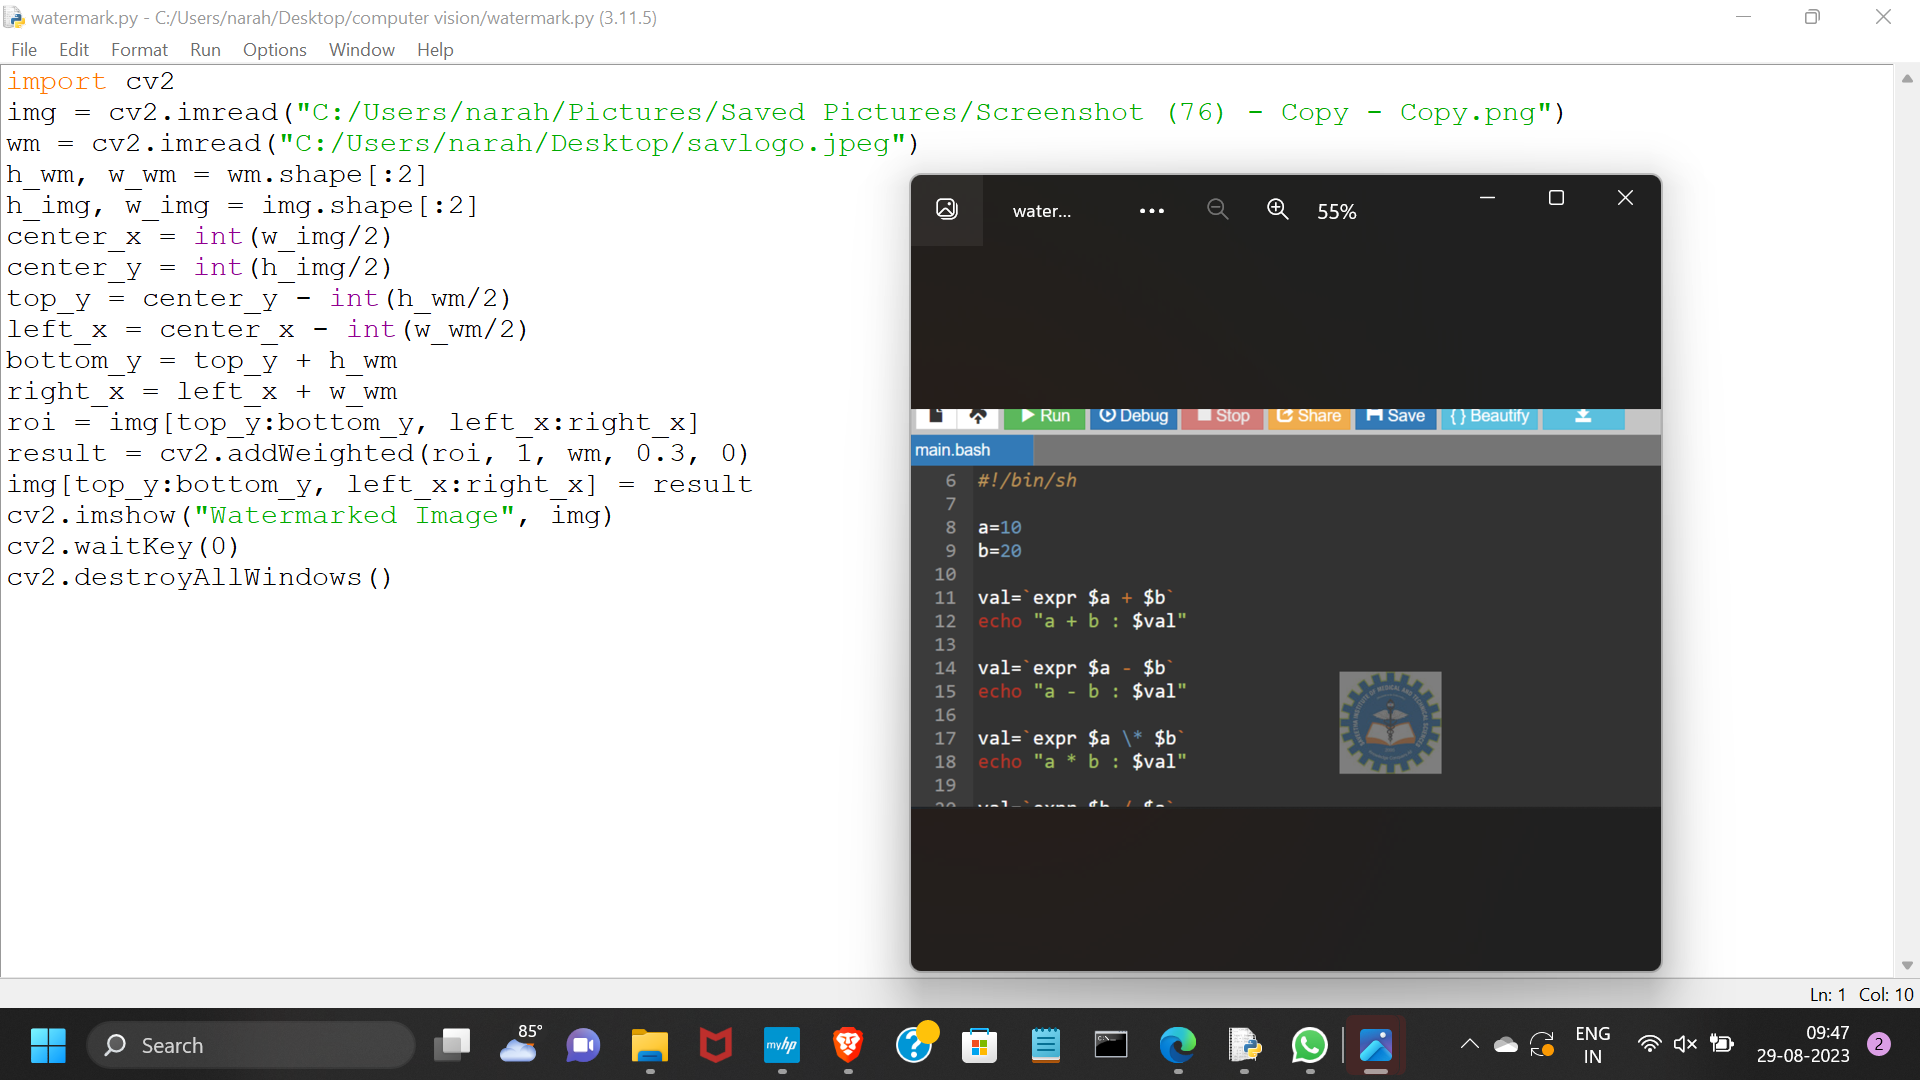 watermark.py - C:/Users/narah/Desktop/computer vision/watermark.py (3.11.5)
File Edit Format Run Options Window Help
import cv2
img = cv2.imread("C:/Users/narah/Pictures/Saved Pictures/Screenshot (76) - Copy - Copy.png")
wm = cv2.imread("C:/Users/narah/Desktop/savlogo.jpeg")
h_wm, w_wm = wm.shape[:2]
h_img, w_img = img.shape[:2]
center_x = int(w_img/2)
center_y = int(h_img/2)
top_y = center_y - int(h_wm/2)
left_x = center_x - int(w_wm/2)
bottom_y = top_y + h_wm
right_x = left_x + w_wm
roi = img[top_y:bottom_y, left_x:right_x]
result = cv2.addWeighted(roi, 1, wm, 0.3, 0)
img[top_y:bottom_y, left_x:right_x] = result
cv2.imshow("Watermarked Image", img)
cv2.waitKey(0)
cv2.destroyAllWindows()
water... ... 55%
Run Debug Stop Share Save {} Beautify
main.bash
6 #!/bin/sh
7
8 a=10
9 b=20
10
11 val=`expr $a + $b`
12 echo "a + b : $val"
13
14 val=`expr $a - $b`
15 echo "a - b : $val"
16
17 val=`expr $a \* $b`
18 echo "a * b : $val"
19
Ln: 1 Col: 10
Search
85°
myhp
ENG
IN
09:47
29-08-2023
2